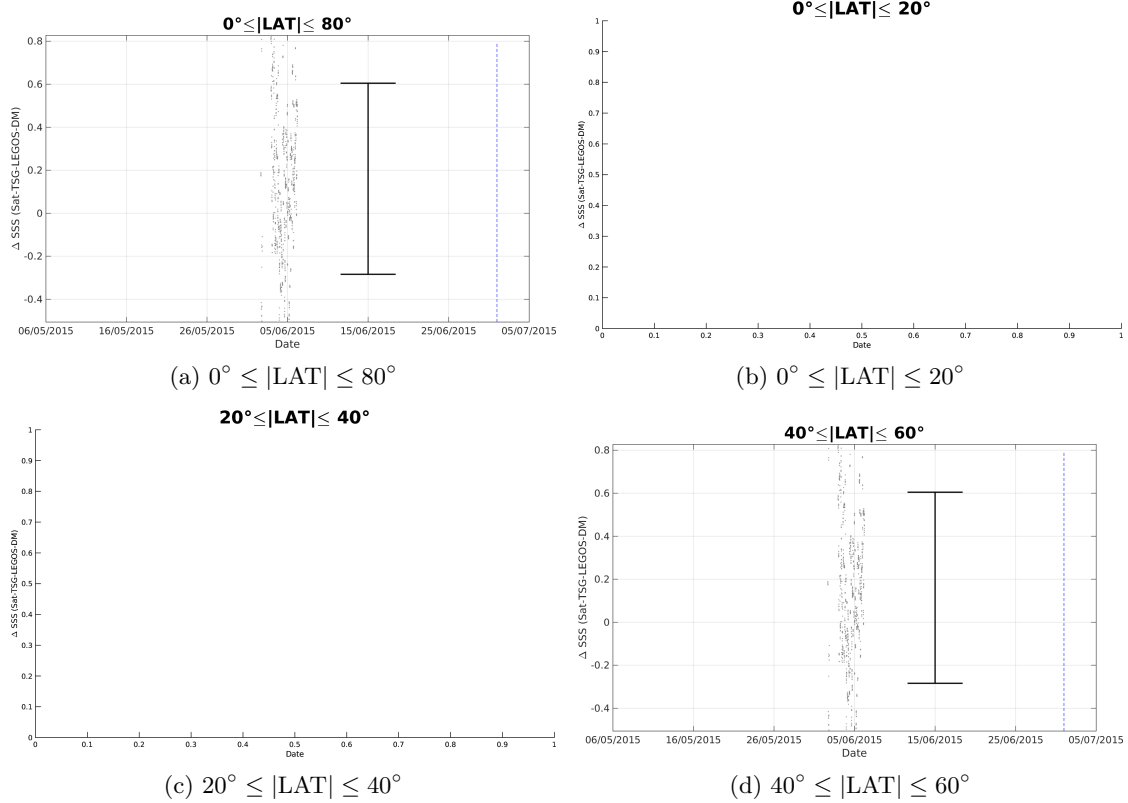 0°≤|LAT|≤ 80°
0.8
0.6
0.4
0.2
0
-0.2
-0.4
Δ SSS (Sat-TSG-LEGOS-DM)
06/05/2015 16/05/2015 26/05/2015 05/06/2015 15/06/2015 25/06/2015 05/07/2015
Date
(a) 0° ≤ |LAT| ≤ 80°
0°≤|LAT|≤ 20°
1
0.9
0.8
0.7
0.6
0.5
0.4
0.3
0.2
0.1
0
Δ SSS (Sat-TSG-LEGOS-DM)
0 0.1 0.2 0.3 0.4 0.5 0.6 0.7 0.8 0.9 1
Date
(b) 0° ≤ |LAT| ≤ 20°
20°≤|LAT|≤ 40°
1
0.9
0.8
0.7
0.6
0.5
0.4
0.3
0.2
0.1
0
Δ SSS (Sat-TSG-LEGOS-DM)
0 0.1 0.2 0.3 0.4 0.5 0.6 0.7 0.8 0.9 1
Date
(c) 20° ≤ |LAT| ≤ 40°
40°≤|LAT|≤ 60°
0.8
0.6
0.4
0.2
0
-0.2
-0.4
Δ SSS (Sat-TSG-LEGOS-DM)
06/05/2015 16/05/2015 26/05/2015 05/06/2015 15/06/2015 25/06/2015 05/07/2015
Date
(d) 40° ≤ |LAT| ≤ 60°